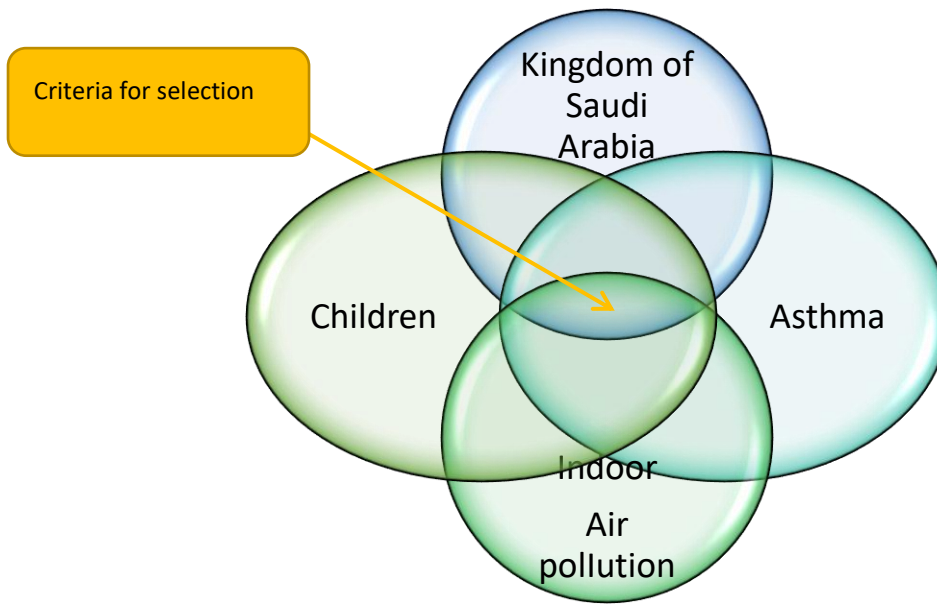 Criteria for selection
Kingdom of
Saudi
Arabia
Children
Asthma
Indoor
Air
pollution